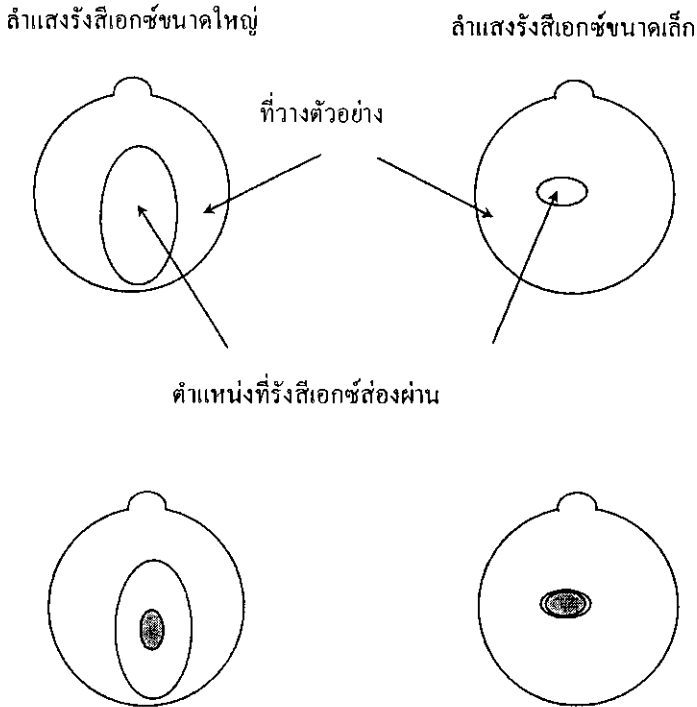 ลำแสงรังสีเอกซ์ขนาดใหญ่
ลำแสงรังสีเอกซ์ขนาดเล็ก
ที่วางตัวอย่าง
ตำแหน่งที่รังสีเอกซ์ส่องผ่าน